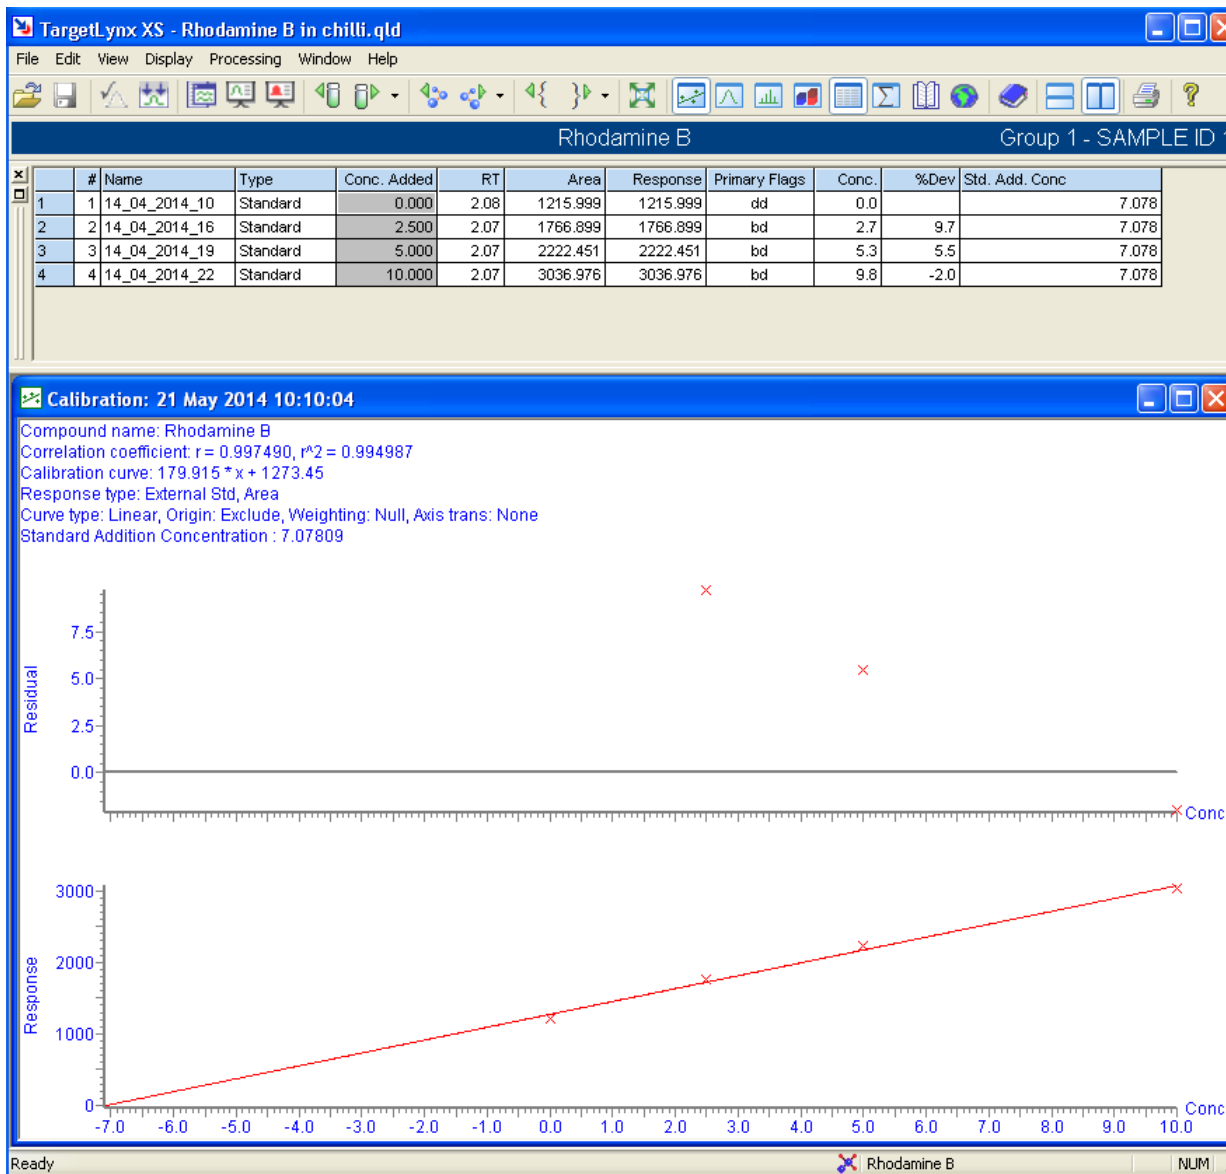 TargetLynx XS - Rhodamine B in chilli.qld
File Edit View Display Processing Window Help
Rhodamine B Group 1 - SAMPLE ID
# Name Type Conc. Added RT Area Response Primary Flags Conc. %Dev Std. Add. Conc
1 1 14_04_2014_10 Standard 0.000 2.08 1215.999 1215.999 dd 0.0 7.078
2 2 14_04_2014_16 Standard 2.500 2.07 1766.899 1766.899 bd 2.7 9.7 7.078
3 3 14_04_2014_19 Standard 5.000 2.07 2222.451 2222.451 bd 5.3 5.5 7.078
4 4 14_04_2014_22 Standard 10.000 2.07 3036.976 3036.976 bd 9.8 -2.0 7.078
Calibration: 21 May 2014 10:10:04
Compound name: Rhodamine B
Correlation coefficient: r = 0.997490, r^2 = 0.994987
Calibration curve: 179.915 * x + 1273.45
Response type: External Std, Area
Curve type: Linear, Origin: Exclude, Weighting: Null, Axis trans: None
Standard Addition Concentration : 7.07809
Residual
7.5
5.0
2.5
0.0
Conc
Response
3000
2000
1000
0
Conc
-7.0 -6.0 -5.0 -4.0 -3.0 -2.0 -1.0 0.0 1.0 2.0 3.0 4.0 5.0 6.0 7.0 8.0 9.0 10.0
Ready Rhodamine B NUM